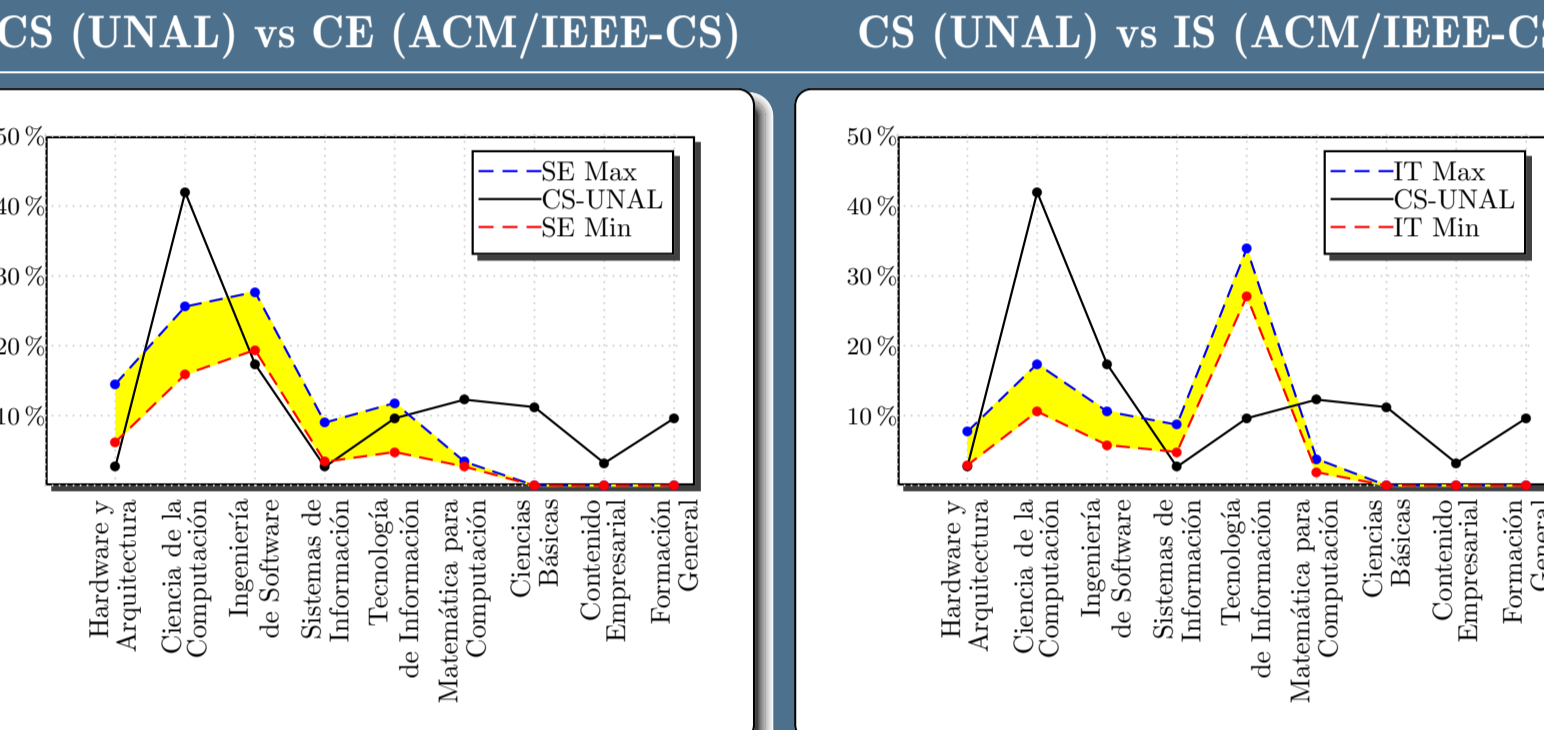 CS (UNAL) vs CE (ACM/IEEE-CS)
50 %
40 %
30 %
20 %
10 %
SE Max
CS-UNAL
SE Min
Hardware y
Arquitectura
Ciencia de la
Computación
Ingeniería
de Software
Sistemas de
Información
Tecnología
de Información
Matemática para
Computación
Ciencias
Básicas
Contenido
Empresarial
Formación
General
CS (UNAL) vs IS (ACM/IEEE-CS
50 %
40 %
30 %
20 %
10 %
IT Max
CS-UNAL
IT Min
Hardware y
Arquitectura
Ciencia de la
Computación
Ingeniería
de Software
Sistemas de
Información
Tecnología
de Información
Matemática para
Computación
Ciencias
Básicas
Contenido
Empresarial
Formación
General